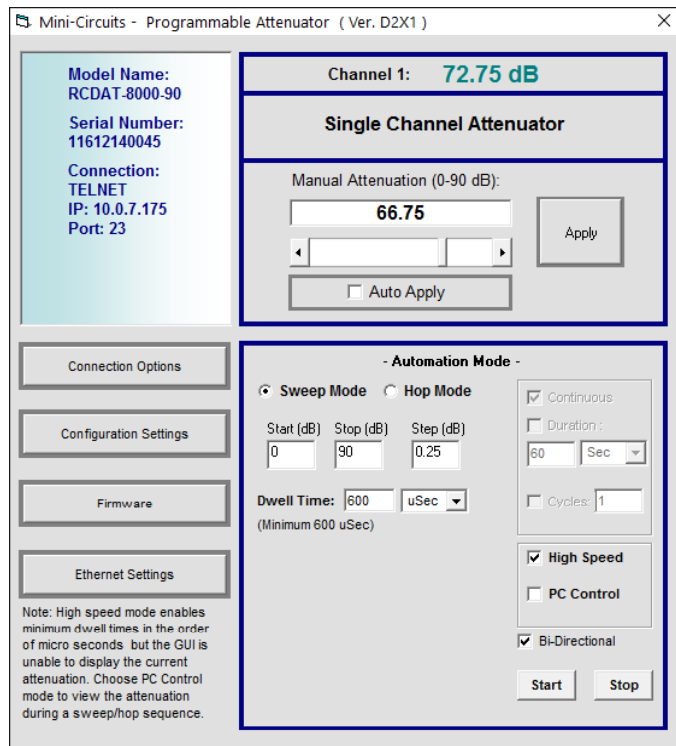 Mini-Circuits - Programmable Attenuator ( Ver. D2X1 )
Model Name:
RCDAT-8000-90
Serial Number:
11612140045
Connection:
TELNET
IP: 10.0.7.175
Port: 23
Channel 1: 72.75 dB
Single Channel Attenuator
Manual Attenuation (0-90 dB):
66.75
Apply
Auto Apply
Connection Options
Configuration Settings
Firmware
Ethernet Settings
Note: High speed mode enables
minimum dwell times in the order
of micro seconds but the GUI is
unable to display the current
attenuation. Choose PC Control
mode to view the attenuation
during a sweep/hop sequence.
- Automation Mode -
Sweep Mode Hop Mode
Start (dB) Stop (dB) Step (dB)
0 90 0.25
Dwell Time: 600 uSec
(Minimum 600 uSec)
Continuous
Duration :
60 Sec
Cycles: 1
High Speed
PC Control
Bi-Directional
Start Stop